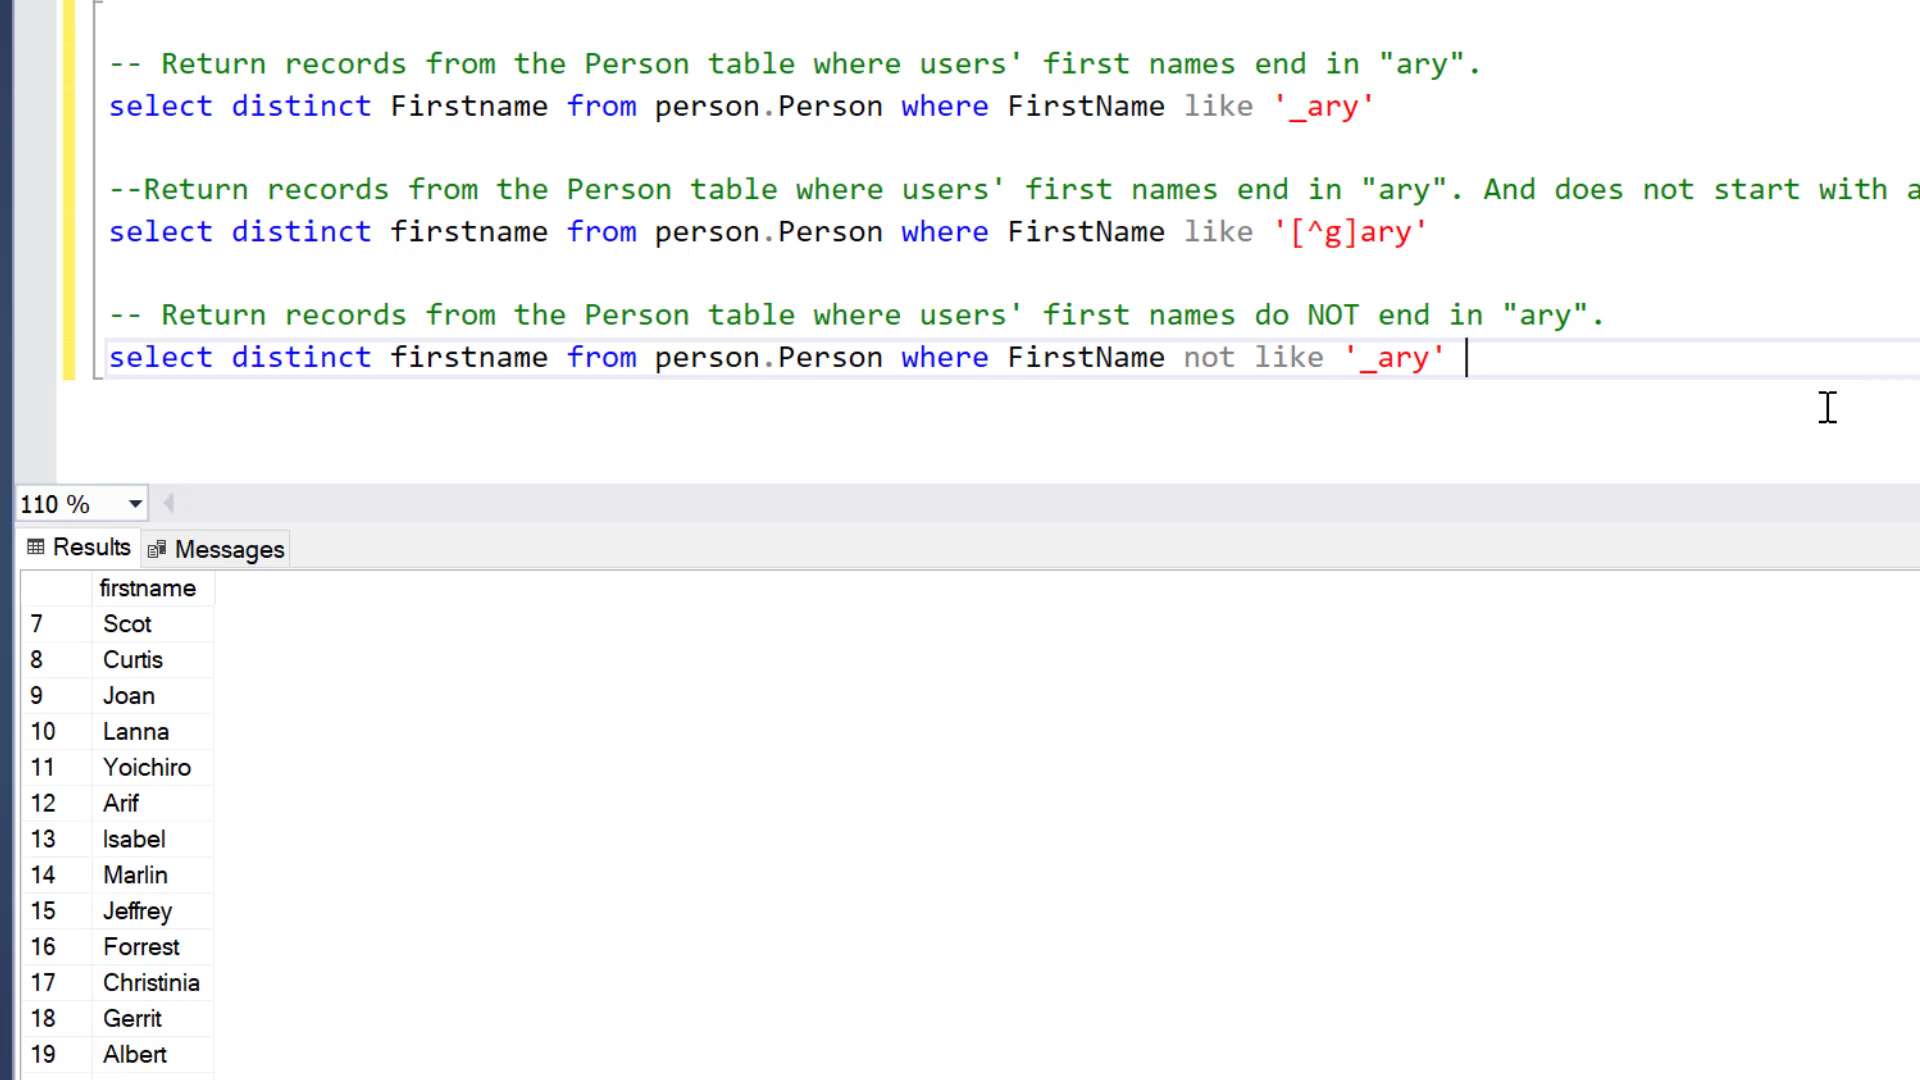 -- Return records from the Person table where users' first names end in "ary".
select distinct Firstname from person.Person where FirstName like '_ary'
--Return records from the Person table where users' first names end in "ary". And does not start with a
select distinct firstname from person.Person where FirstName like '[^g]ary'
-- Return records from the Person table where users' first names do NOT end in "ary".
select distinct firstname from person.Person where FirstName not like '_ary'
110 %
Results Messages
firstname
7 Scot
8 Curtis
9 Joan
10 Lanna
11 Yoichiro
12 Arif
13 Isabel
14 Marlin
15 Jeffrey
16 Forrest
17 Christinia
18 Gerrit
19 Albert